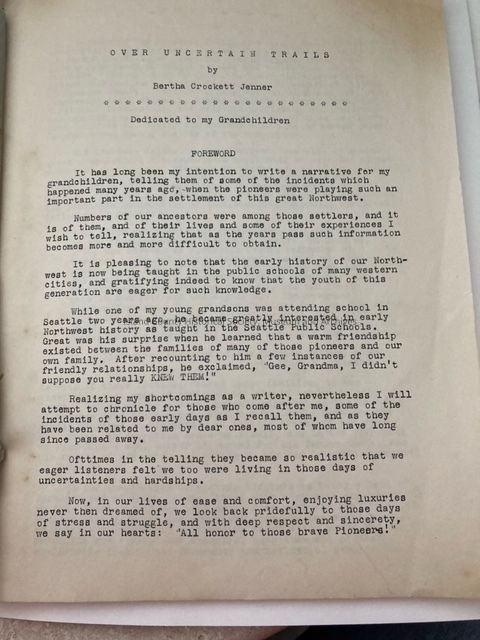 OVER UNCERTAIN TRAILS
by
Bertha Crockett Jenner
* * * * * * * * * * * * * * * * * * * * * * *
Dedicated to my Grandchildren
FOREWORD
It has long been my intention to write a narrative for my
grandchildren, telling them of some of the incidents which
happened many years ago, when the pioneers were playing such an
important part in the settlement of this great Northwest.
Numbers of our ancestors were among those settlers, and it
is of them, and of their lives and some of their experiences I
wish to tell, realizing that as the years pass such information
becomes more and more difficult to obtain.
It is pleasing to note that the early history of our North-
west is now being taught in the public schools of many western
cities, and gratifying indeed to know that the youth of this
generation are eager for such knowledge.
While one of my young grandsons was attending school in
Seattle two years ago, he became greatly interested in early
Northwest history as taught in the Seattle Public Schools.
Great was his surprise when he learned that a warm friendship
existed between the families of many of those pioneers and our
own family. After recounting to him a few instances of our
friendly relationships, he exclaimed, "Gee, Grandma, I didn't
suppose you really KNEW THEM!"
Realizing my shortcomings as a writer, nevertheless I will
attempt to chronicle for those who come after me, some of the
incidents of those early days as I recall them, and as they
have been related to me by dear ones, most of whom have long
since passed away.
Ofttimes in the telling they became so realistic that we
eager listeners felt we too were living in those days of
uncertainties and hardships.
Now, in our lives of ease and comfort, enjoying luxuries
never then dreamed of, we look back pridefully to those days
of stress and struggle, and with deep respect and sincerety,
we say in our hearts: "All honor to those brave Pioneers!"